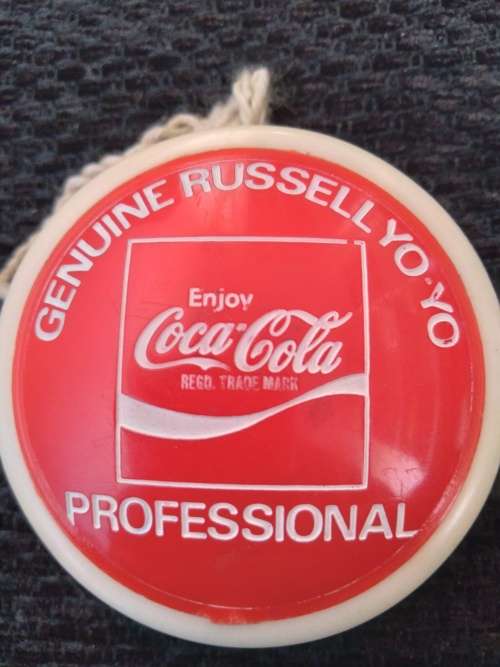 GENUINE RUSSELL YO-YO
Enjoy
Coca-Cola
REGD. TRADE MARK
PROFESSIONAL